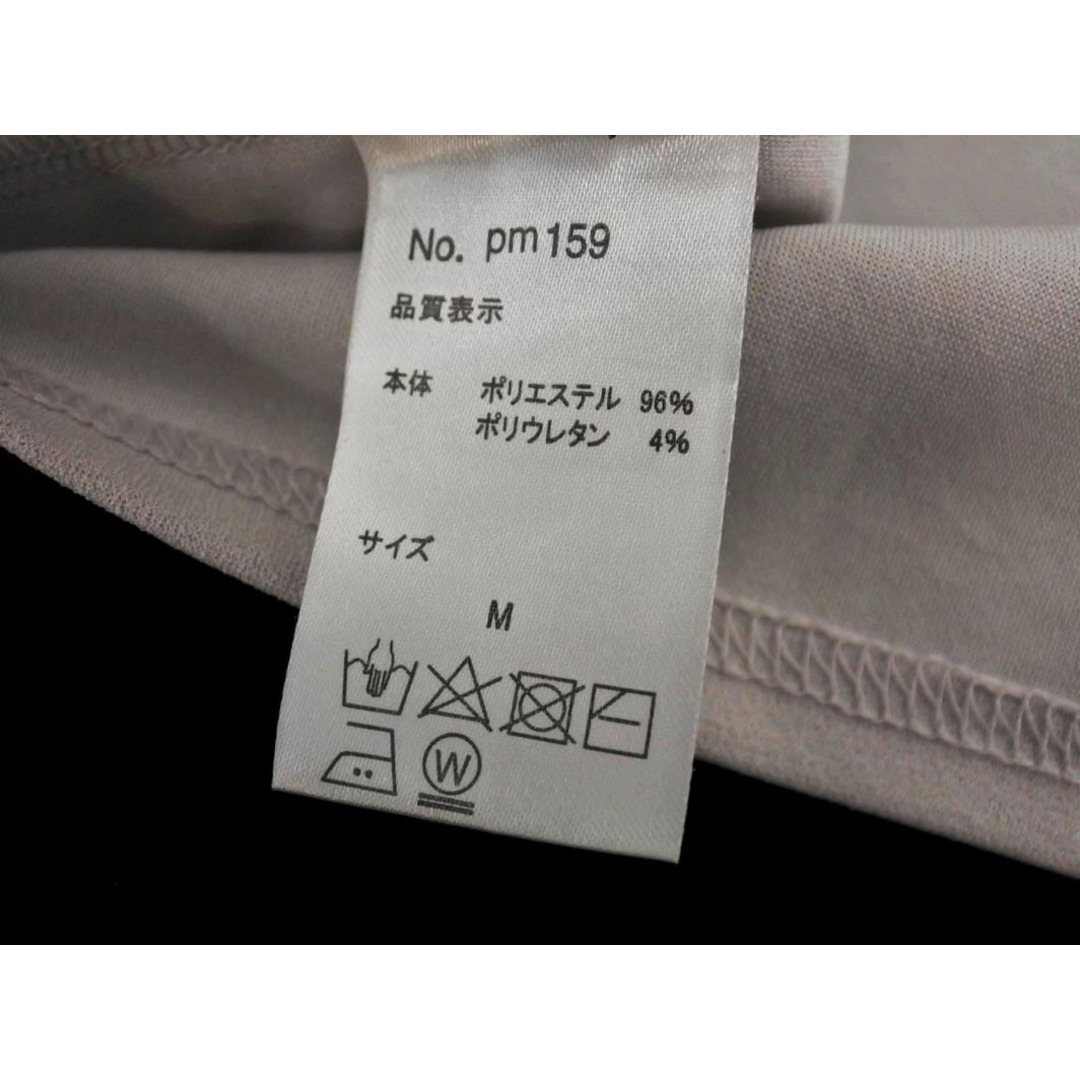 No. pm159
品質表示
本体 ポリエステル 96%
ポリウレタン 4%
サイズ
M
W